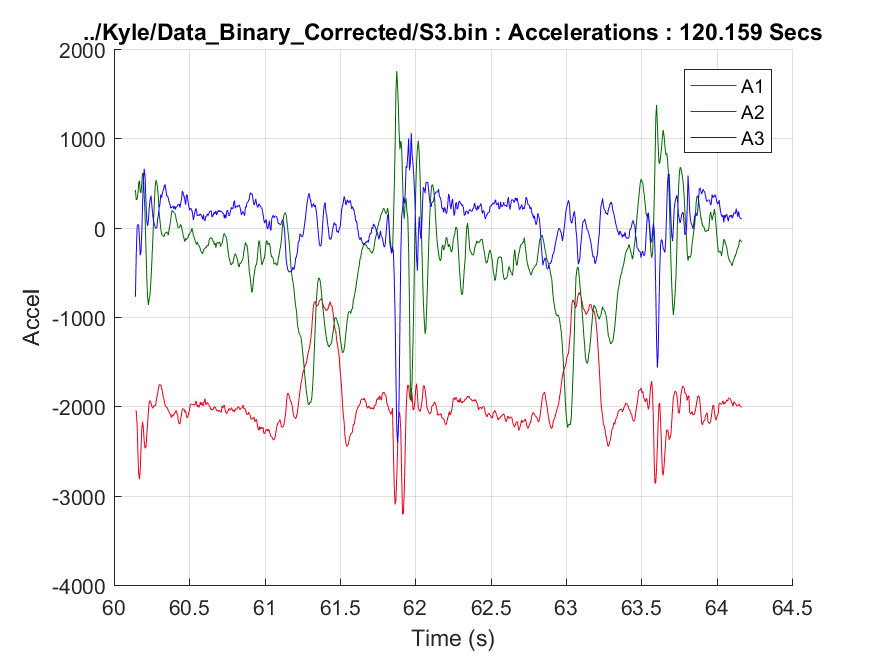 ../Kyle/Data_Binary_Corrected/S3.bin : Accelerations : 120.159 Secs
2000
1000
0
-1000
-2000
-3000
-4000
Accel
A1
A2
A3
60
60.5
61
61.5
62
62.5
63
63.5
64
64.5
Time (s)